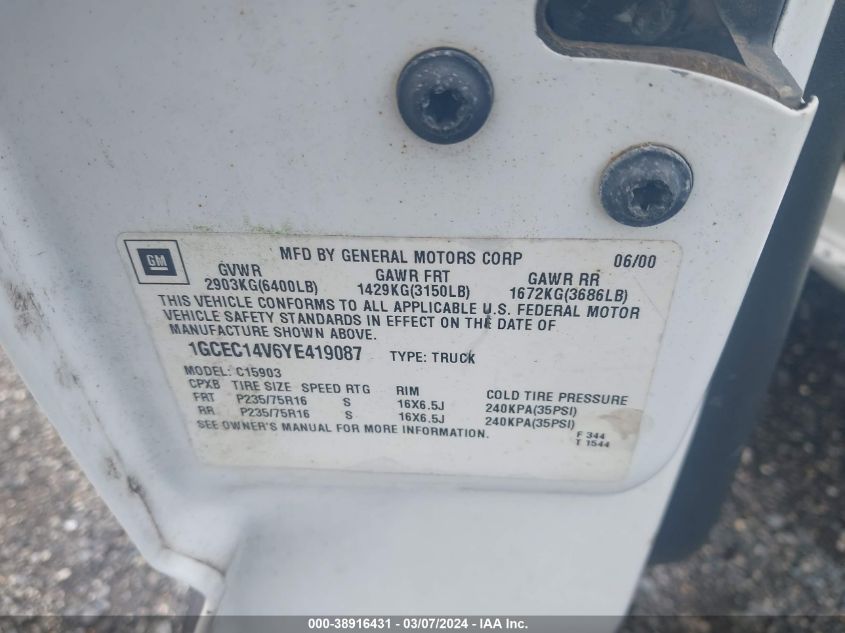 GM
MFD BY GENERAL MOTORS CORP 06/00
GVWR GAWR FRT GAWR RR
2903KG(6400LB) 1429KG(3150LB) 1672KG(3686LB)
THIS VEHICLE CONFORMS TO ALL APPLICABLE U.S. FEDERAL MOTOR
VEHICLE SAFETY STANDARDS IN EFFECT ON THE DATE OF
MANUFACTURE SHOWN ABOVE.
1GCEC14V6YE419087 TYPE: TRUCK
MODEL: C15903
CPXB TIRE SIZE SPEED RTG RIM COLD TIRE PRESSURE
FRT P235/75R16 S 16X6.5J 240KPA(35PSI)
RR P235/75R16 S 16X6.5J 240KPA(35PSI)
SEE OWNER'S MANUAL FOR MORE INFORMATION.
F 344
T 1544
000-38916431 - 03/07/2024 - IAA Inc.